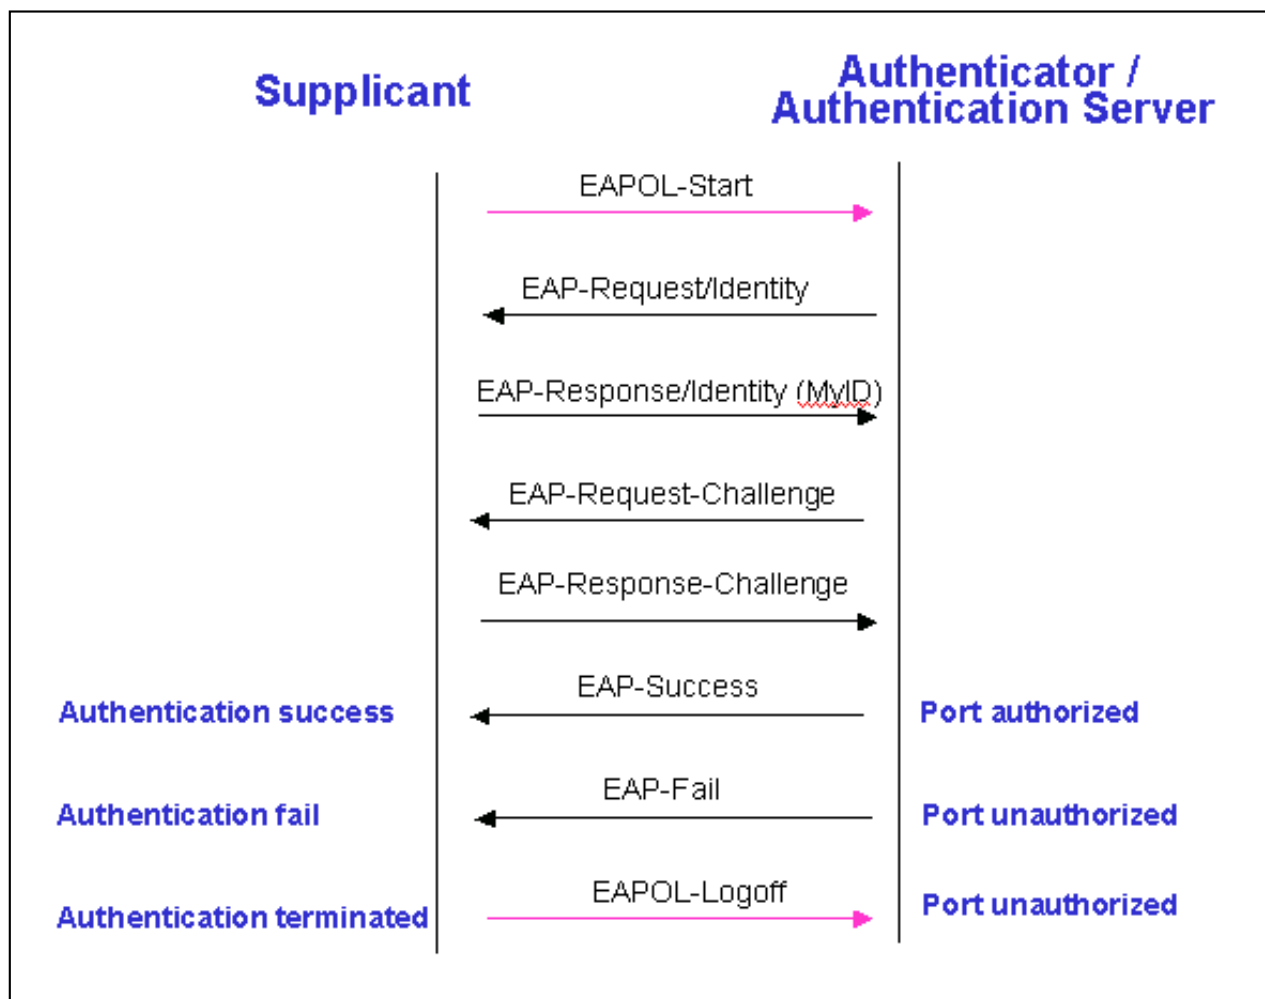 Supplicant
Authenticator /
Authentication Server
EAPOL-Start
EAP-Request/Identity
EAP-Response/Identity (MyID)
EAP-Request-Challenge
EAP-Response-Challenge
EAP-Success
Authentication success
Port authorized
EAP-Fail
Authentication fail
Port unauthorized
EAPOL-Logoff
Authentication terminated
Port unauthorized